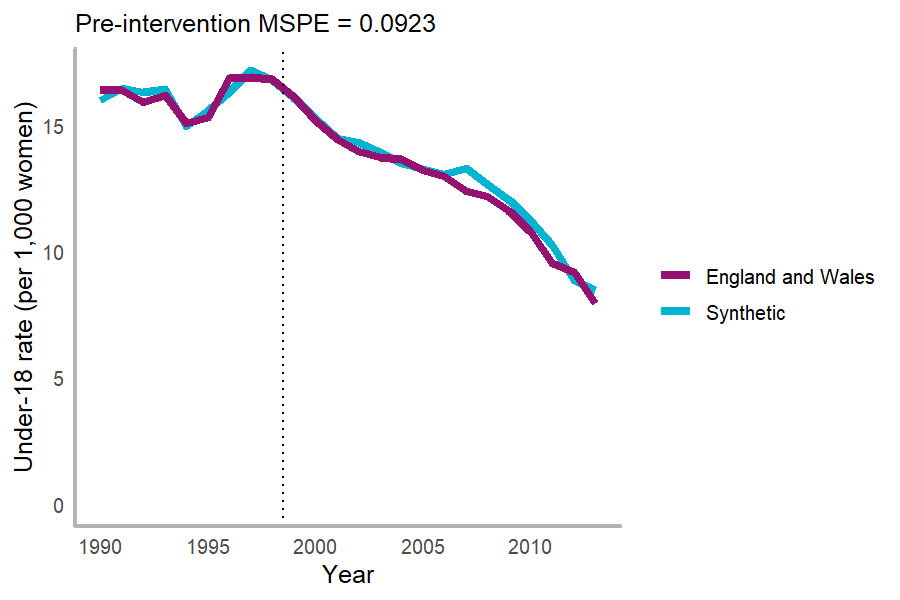 Pre-intervention MSPE = 0.0923
Under-18 rate (per 1,000 women)
15
10
5
0
1990 1995 2000 2005 2010
Year
England and Wales
Synthetic